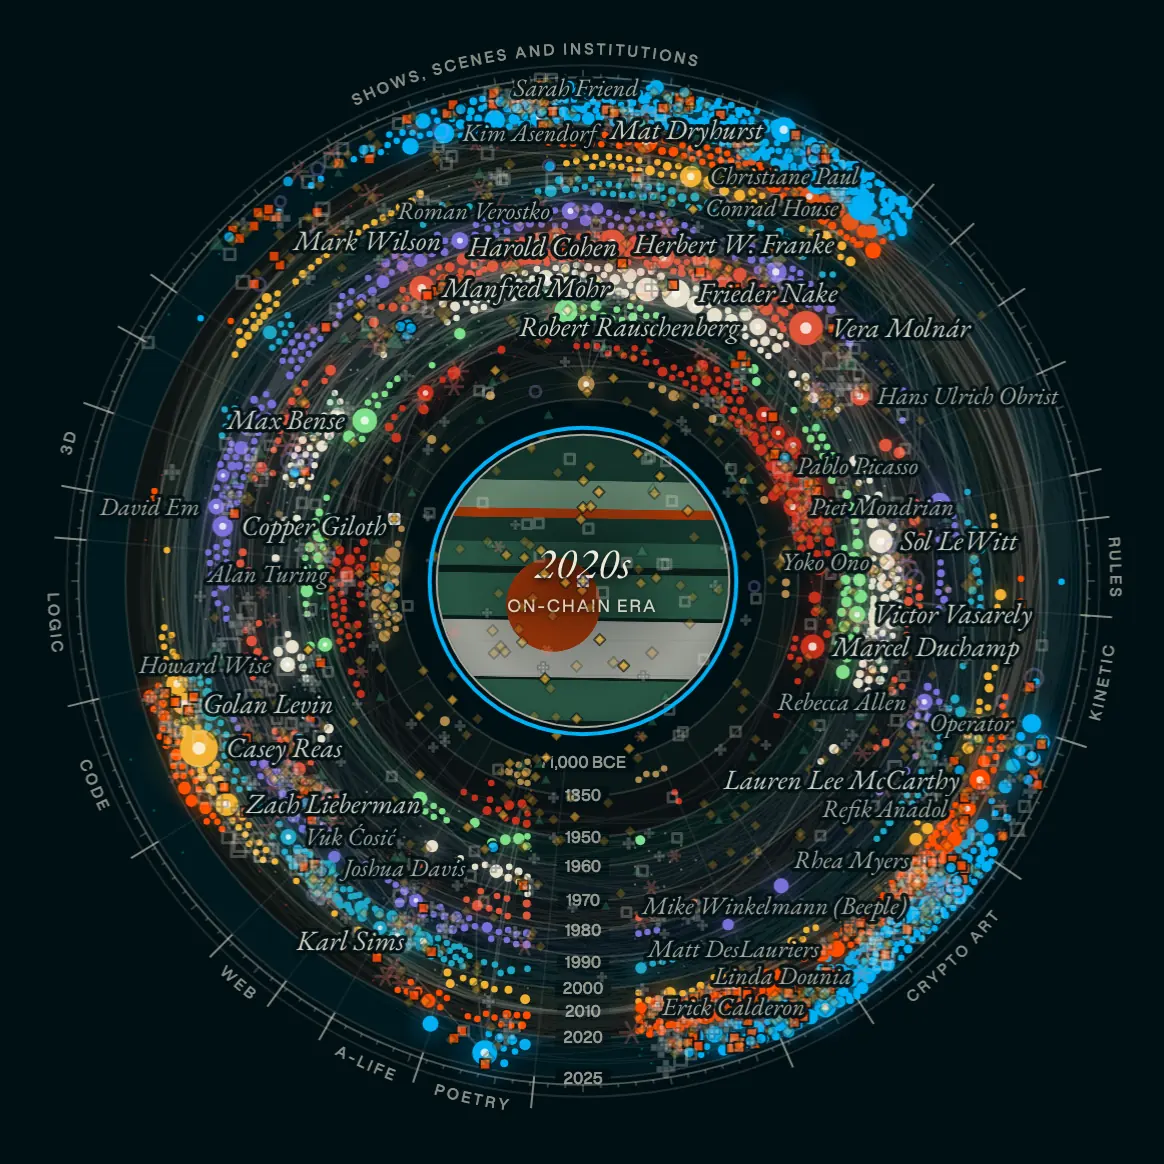 SHOWS, SCENES AND INSTITUTIONS
Sarah Friend
Kim Asendorf
Mat Dryhurst
Christiane Paul
Roman Verostko
Conrad House
Mark Wilson
Harold Cohen
Herbert W. Franke
Manfred Mohr
Frieder Nake
Robert Rauschenberg
Vera Molnár
Hans Ulrich Obrist
Max Bense
3D
Pablo Picasso
David Em
Piet Mondrian
Copper Giloth
Sol LeWitt
Yoko Ono
RULES
2020s
ON-CHAIN ERA
Alan Turing
LOGIC
Victor Vasarely
Marcel Duchamp
Howard Wise
KINETIC
Golan Levin
Rebecca Allen
Operator
Casey Reas
1,000 BCE
CODE
Lauren Lee McCarthy
1850
Zach Lieberman
Refik Anadol
Vuk Ćosić
1950
Joshua Davis
1960
Rhea Myers
1970
Mike Winkelmann (Beeple)
1980
Karl Sims
Matt DesLauriers
CRYPTO ART
1990
Linda Dounia
WEB
2000
2010
Erick Calderon
2020
A-LIFE
2025
POETRY